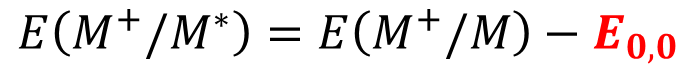 E(M⁺/M*) = E(M⁺/M) − E₀,₀